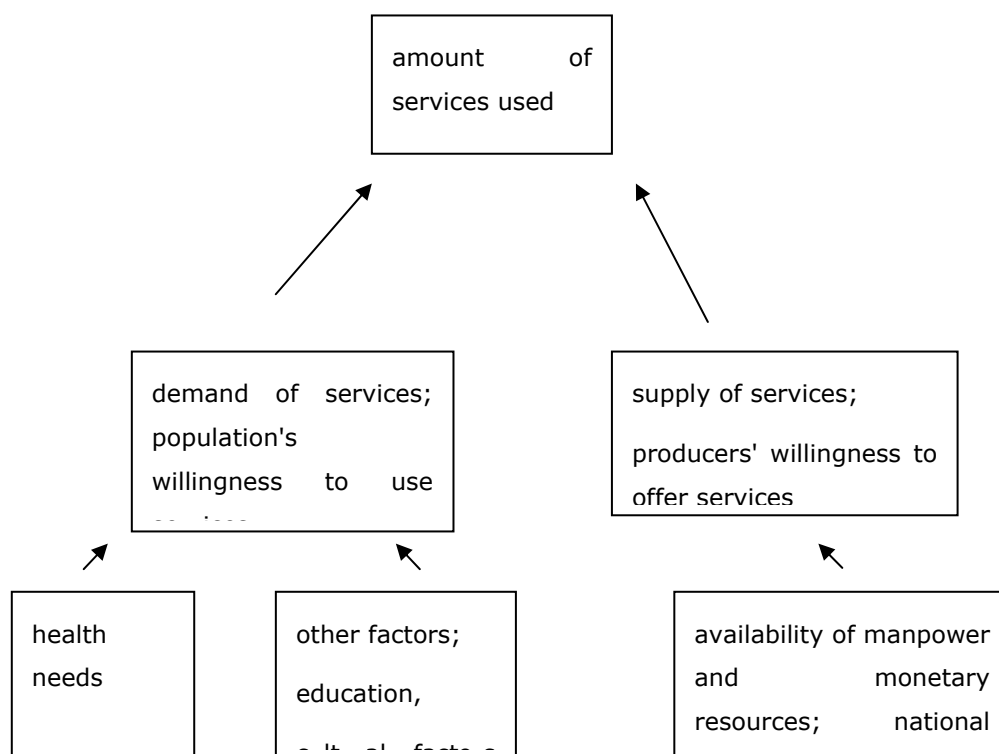 amount of
services used
demand of services;
population's
willingness to use
supply of services;
producers' willingness to
offer services
health
needs
other factors;
education,
availability of manpower
and monetary
resources; national